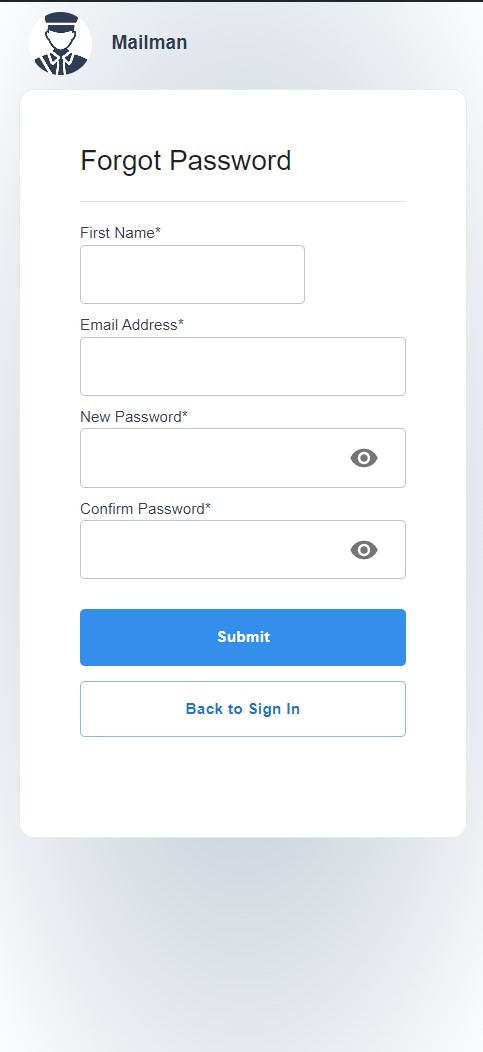 Mailman
Forgot Password
First Name*
Email Address*
New Password*
Confirm Password*
Submit
Back to Sign In